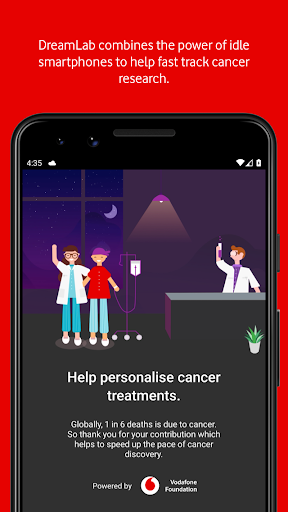 DreamLab combines the power of idle
smartphones to help fast track cancer
research.
4:35
Help personalise cancer
treatments.
Globally, 1 in 6 deaths is due to cancer.
So thank you for your contribution which
helps to speed up the pace of cancer
discovery.
Powered by Vodafone
Foundation